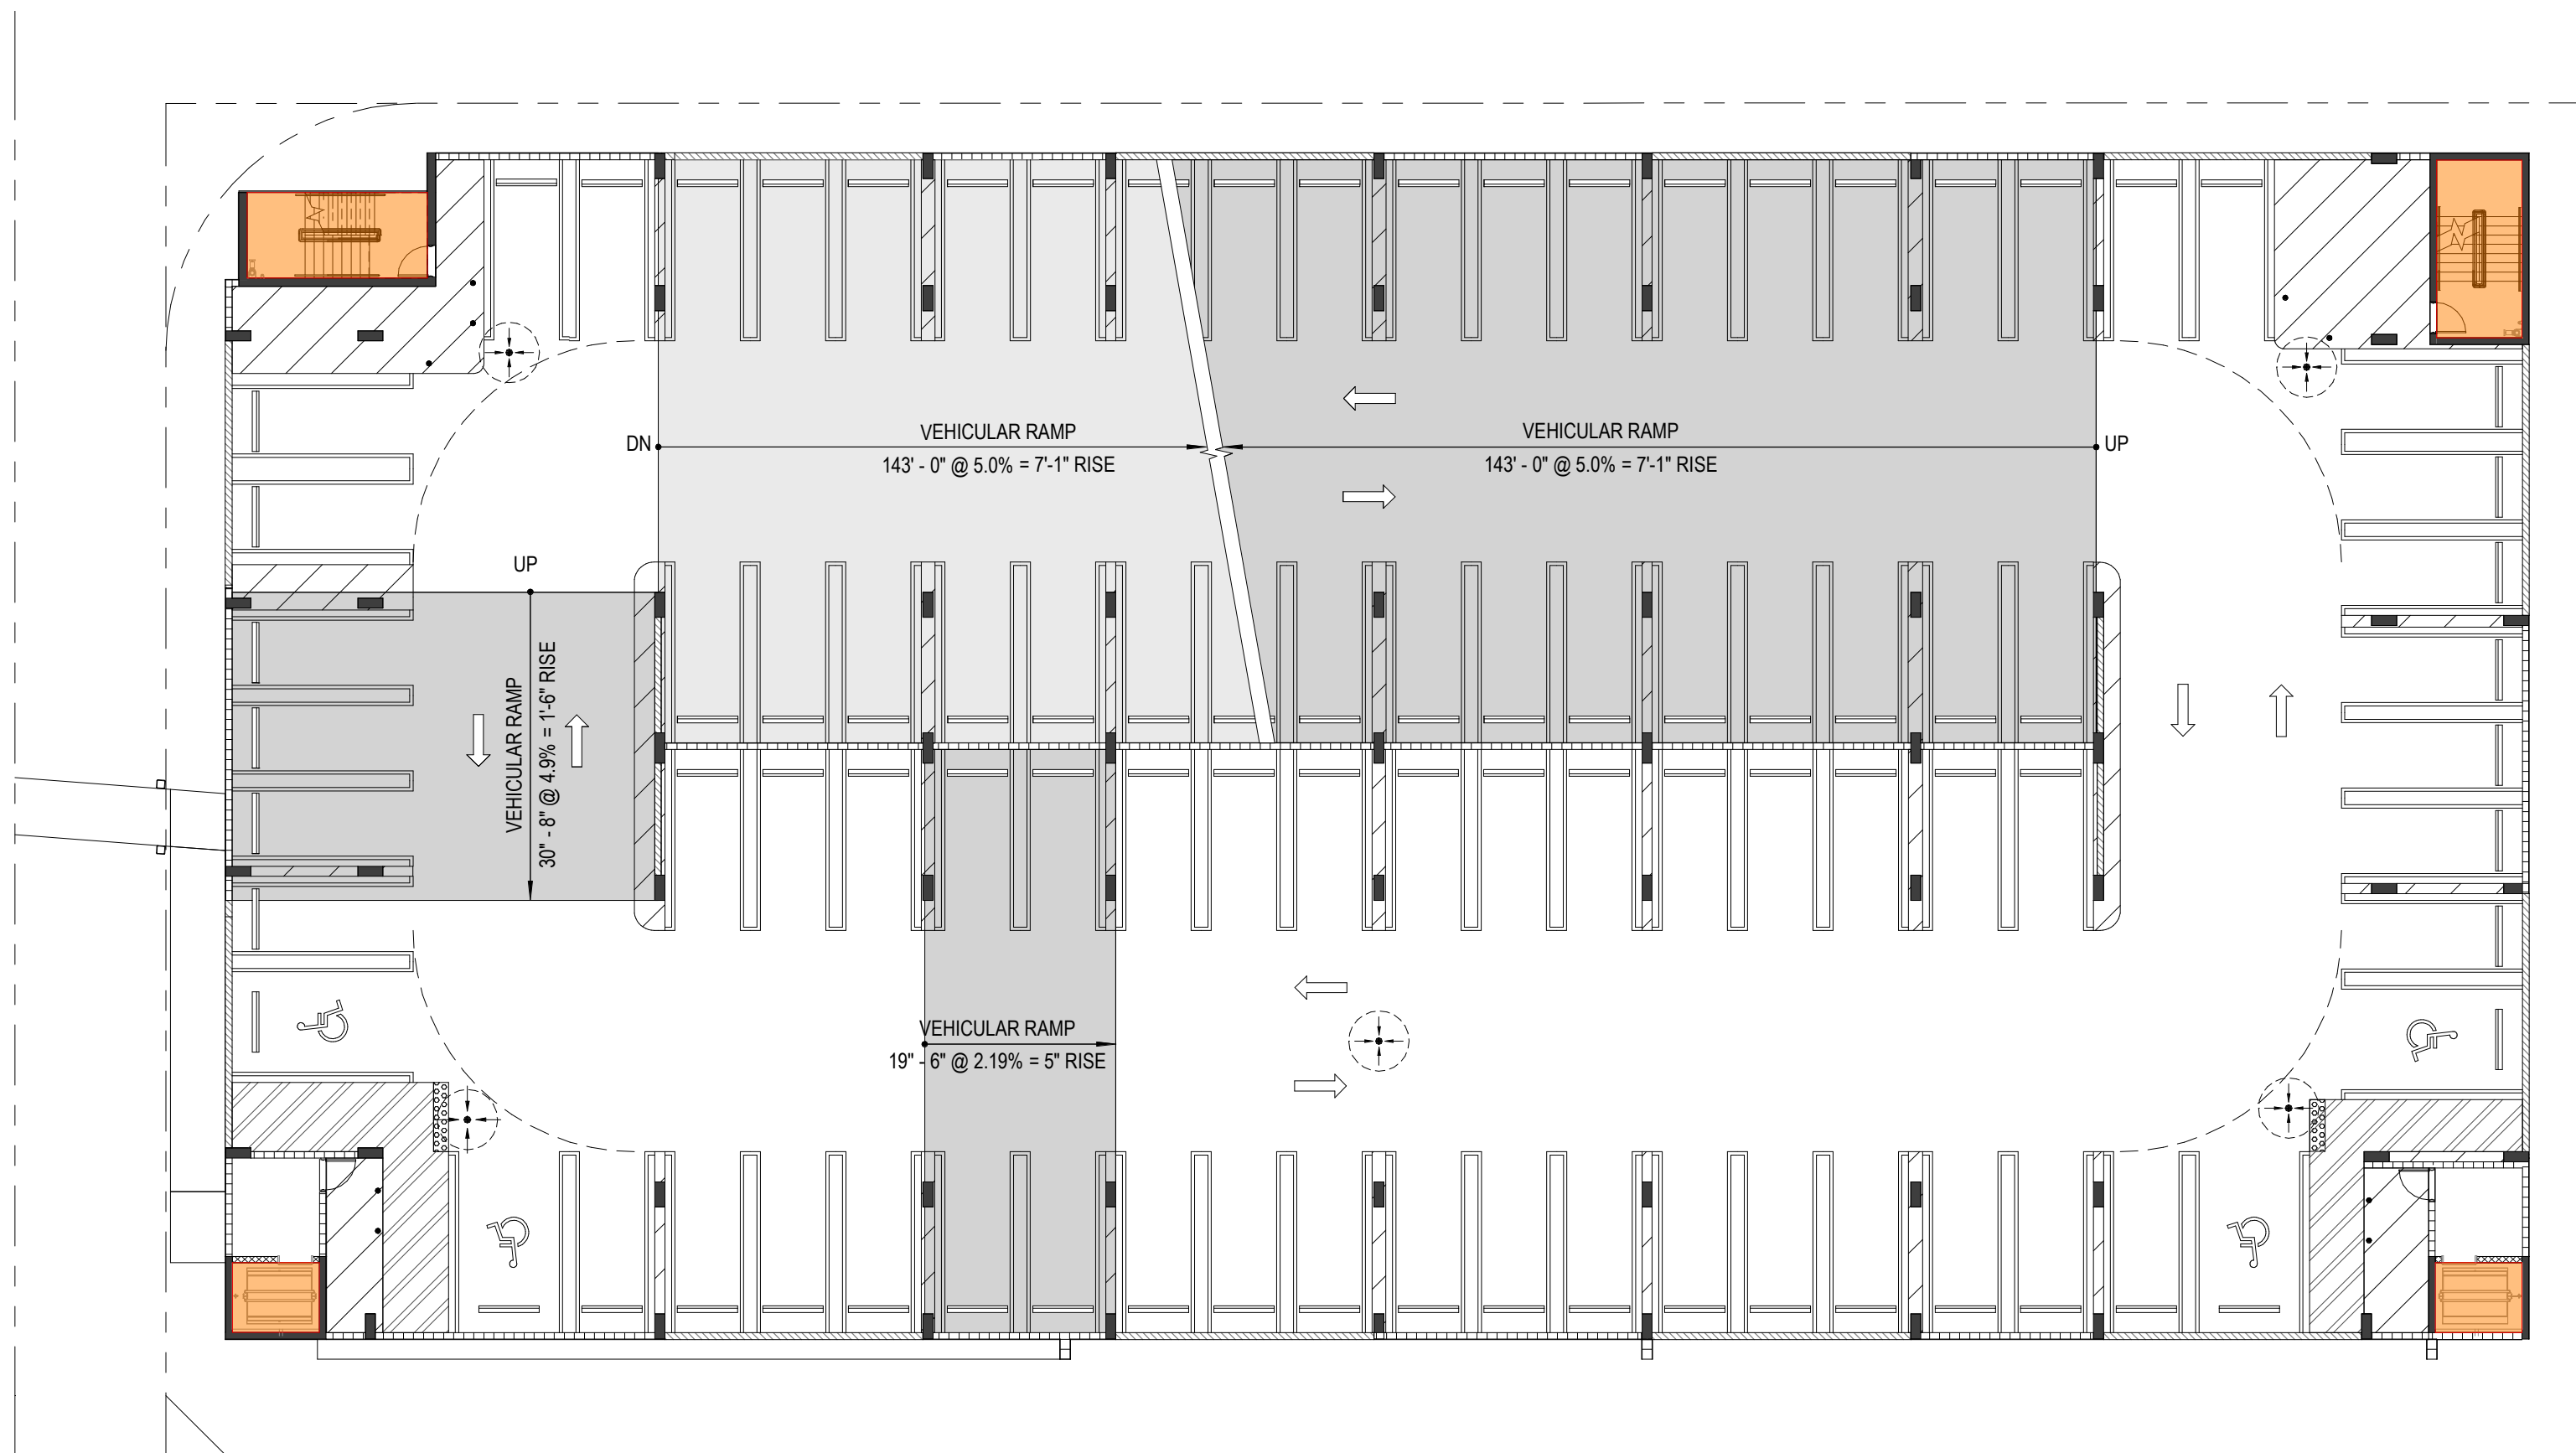 VEHICULAR RAMP
143' - 0" @ 5.0% = 7'-1" RISE
DN
VEHICULAR RAMP
143' - 0" @ 5.0% = 7'-1" RISE
UP
UP
VEHICULAR RAMP
30" - 8" @ 4.9% = 1'-6" RISE
VEHICULAR RAMP
19" - 6" @ 2.19% = 5" RISE